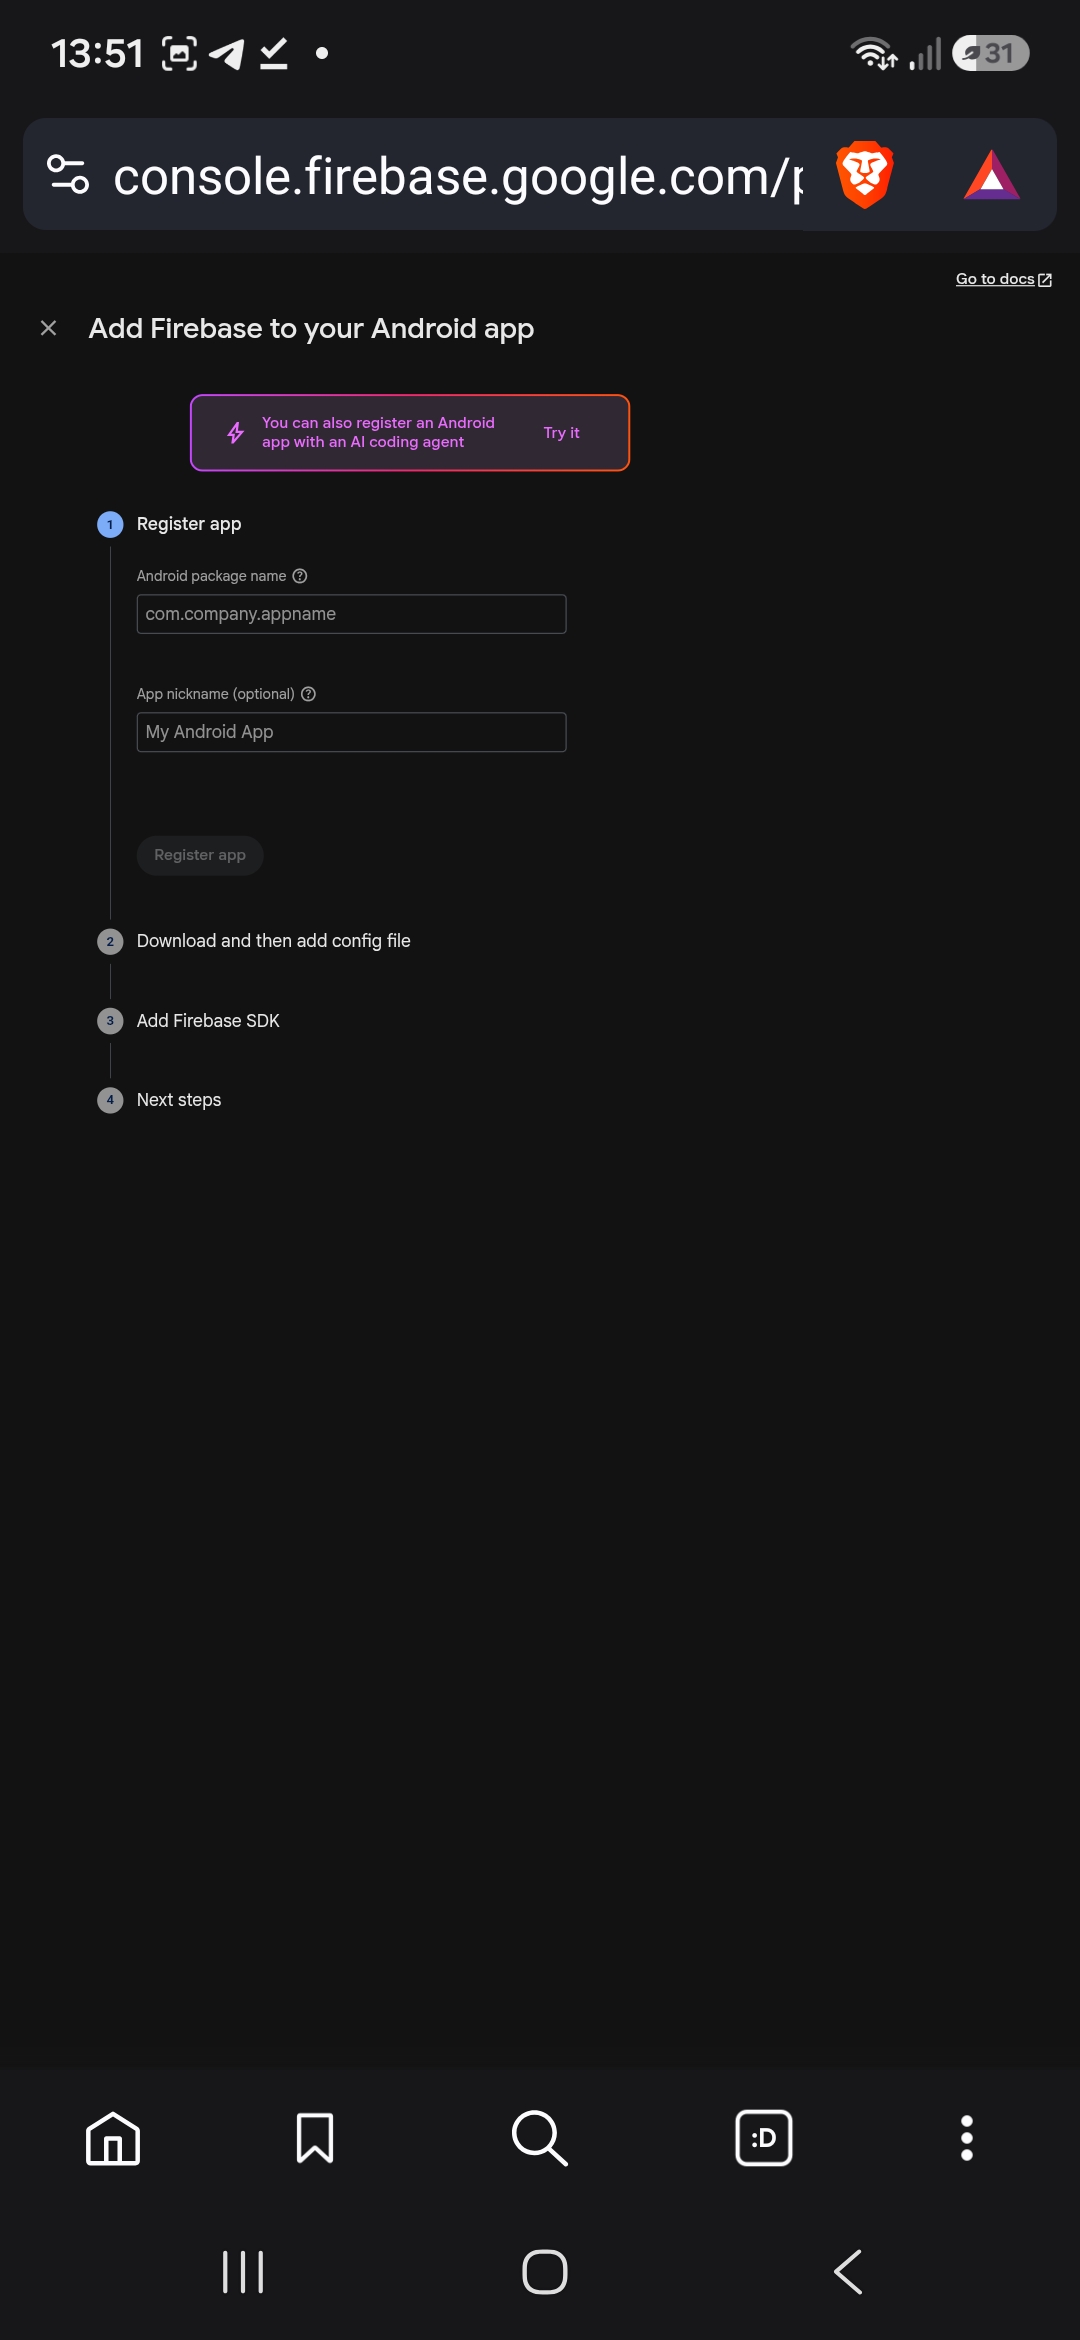 13:51
31
console.firebase.google.com/p
Go to docs
Add Firebase to your Android app
You can also register an Android
app with an AI coding agent
Try it
1 Register app
Android package name
com.company.appname
App nickname (optional)
My Android App
Register app
2 Download and then add config file
3 Add Firebase SDK
4 Next steps
:D